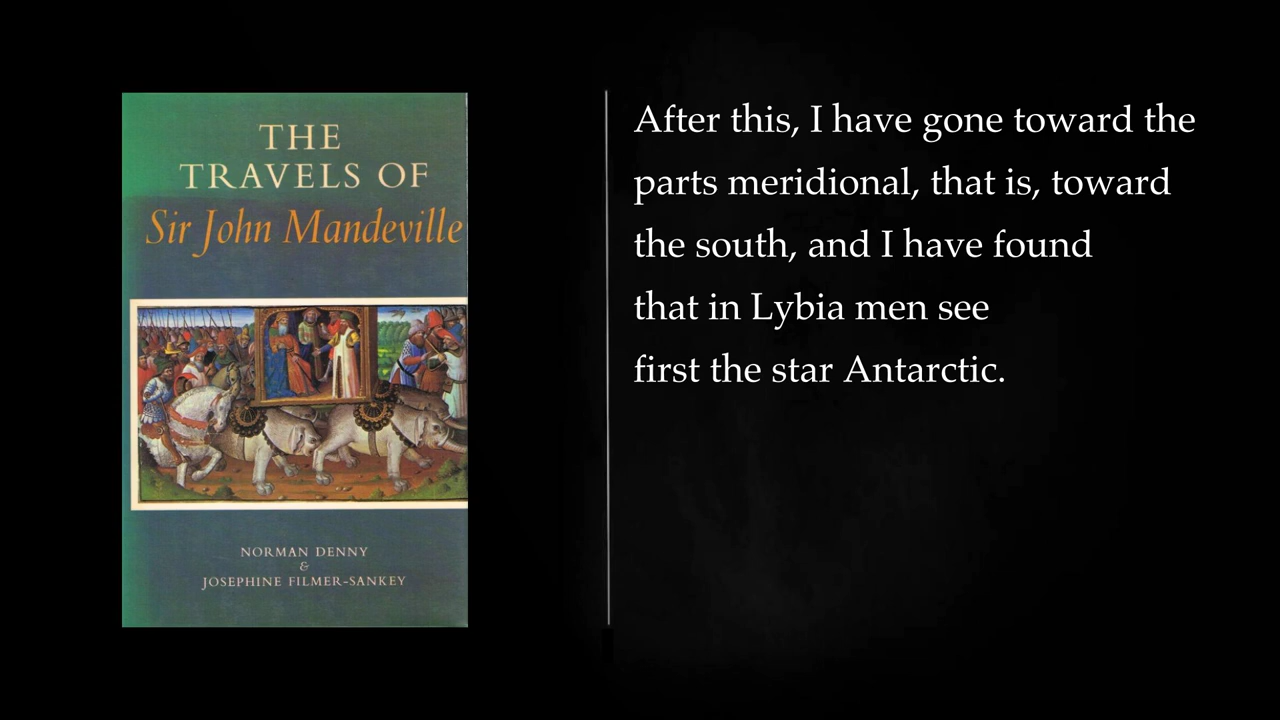 THE
TRAVELS OF
Sir John Mandeville
NORMAN DENNY
&
JOSEPHINE FILMER-SANKEY
After this, I have gone toward the
parts meridional, that is, toward
the south, and I have found
that in Lybia men see
first the star Antarctic.